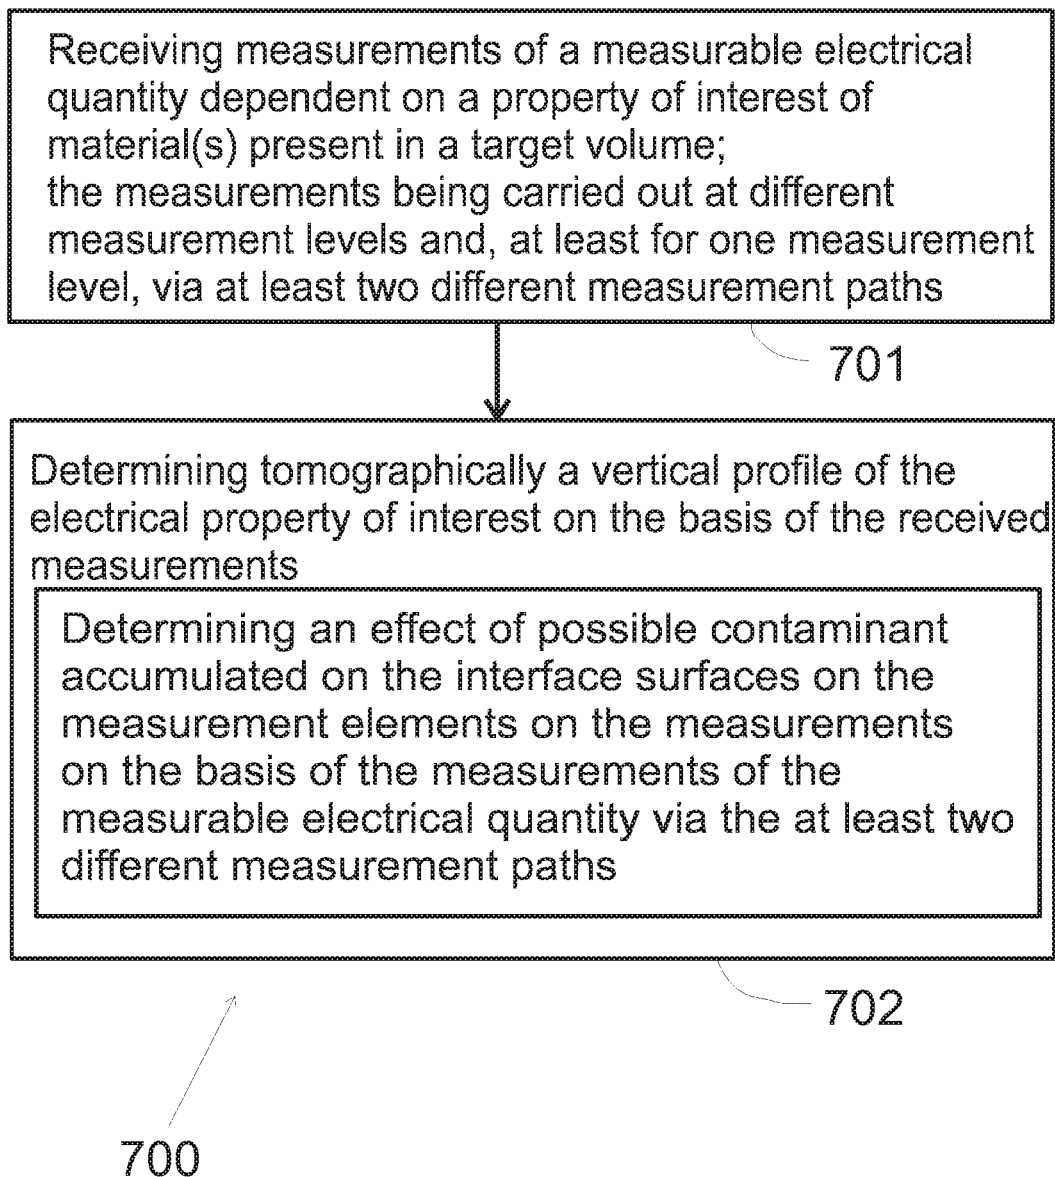 Receiving measurements of a measurable electrical
quantity dependent on a property of interest of
material(s) present in a target volume;
the measurements being carried out at different
measurement levels and, at least for one measurement
level, via at least two different measurement paths
701
Determining tomographically a vertical profile of the
electrical property of interest on the basis of the received
measurements
Determining an effect of possible contaminant
accumulated on the interface surfaces on the
measurement elements on the measurements
on the basis of the measurements of the
measurable electrical quantity via the at least two
different measurement paths
702
700